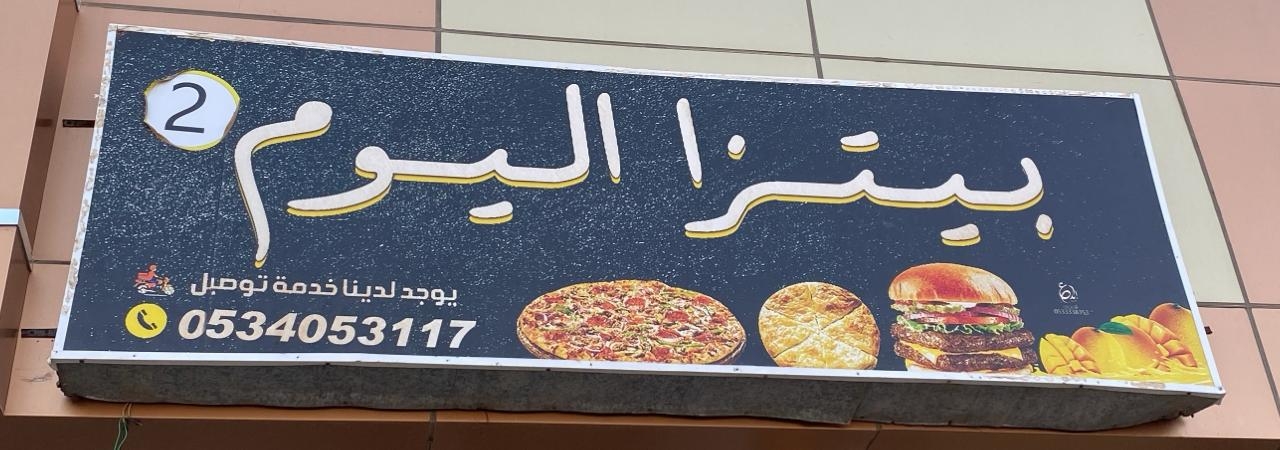 بيتزا اليوم
2
يوجد لدينا خدمة توصيل
0534053117